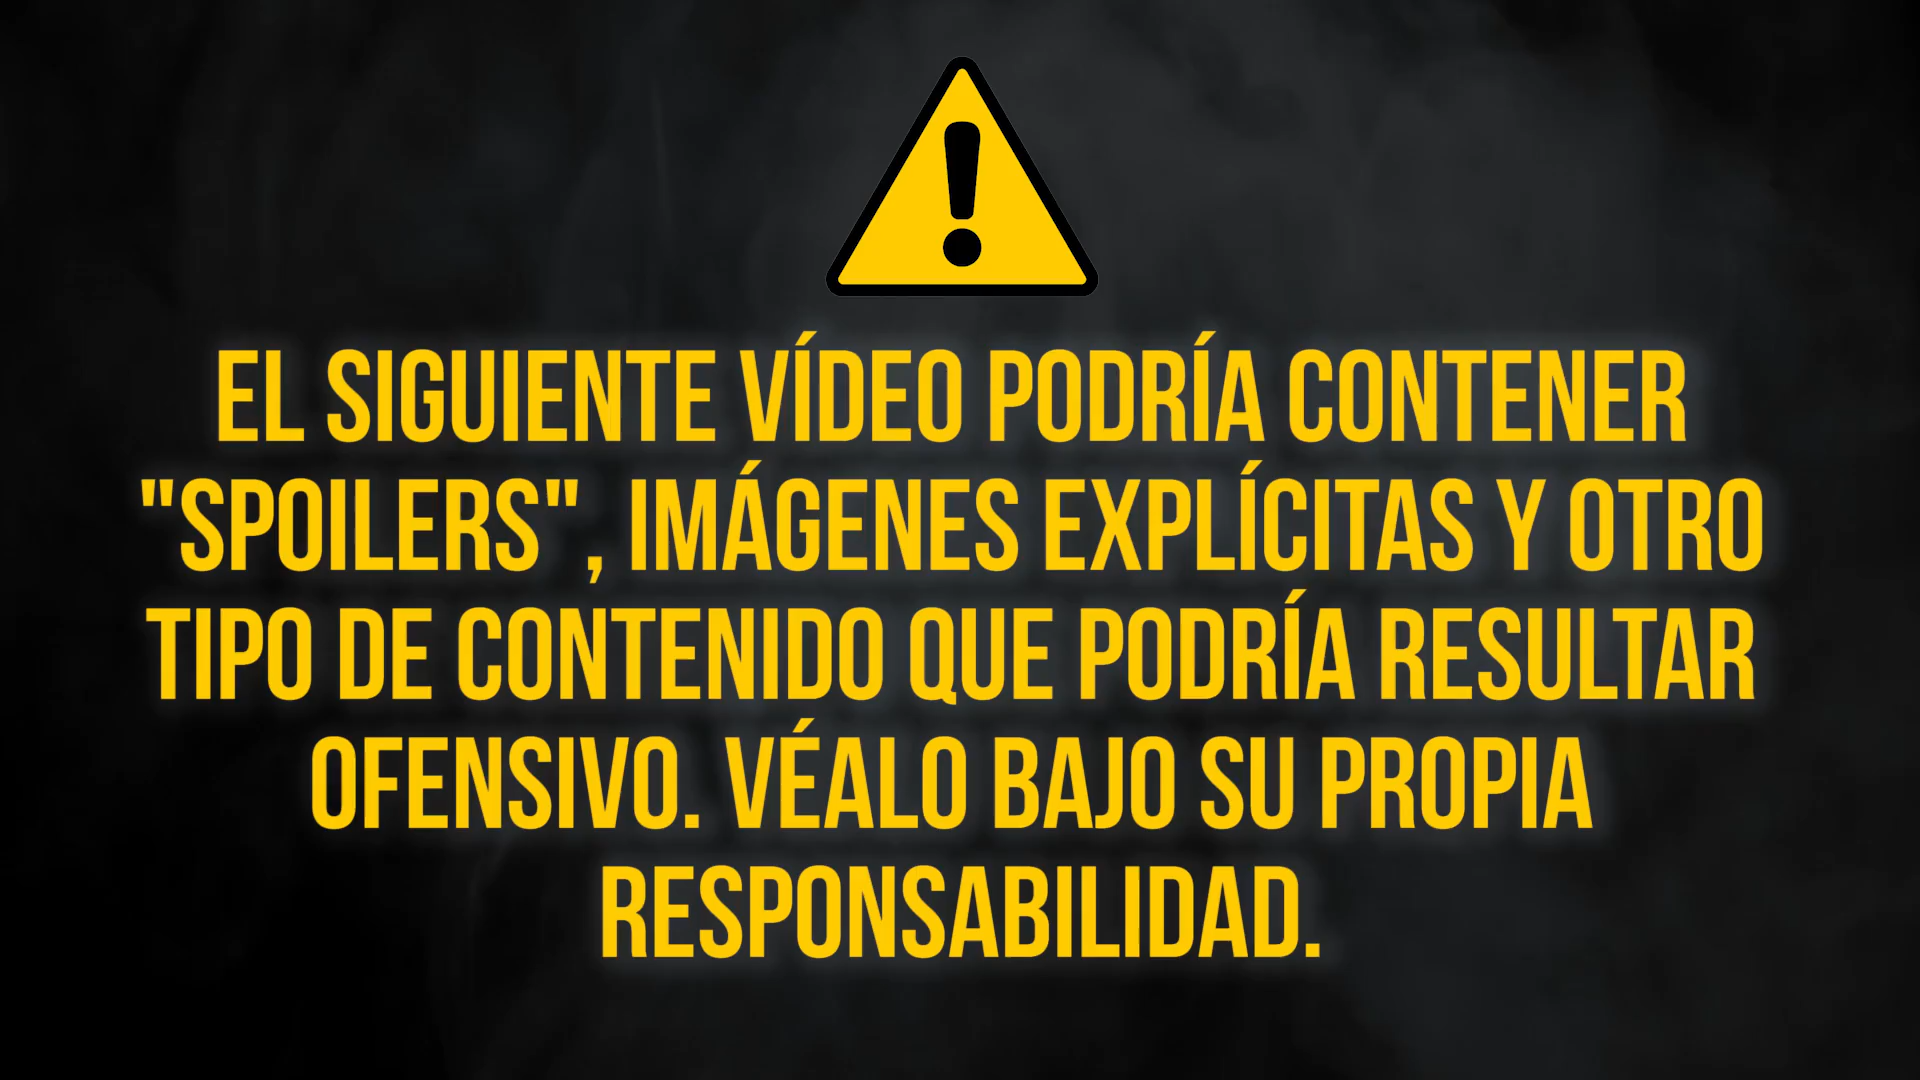 EL SIGUIENTE VÍDEO PODRÍA CONTENER
"SPOILERS", IMÁGENES EXPLÍCITAS Y OTRO
TIPO DE CONTENIDO QUE PODRÍA RESULTAR
OFENSIVO. VÉALO BAJO SU PROPIA
RESPONSABILIDAD.